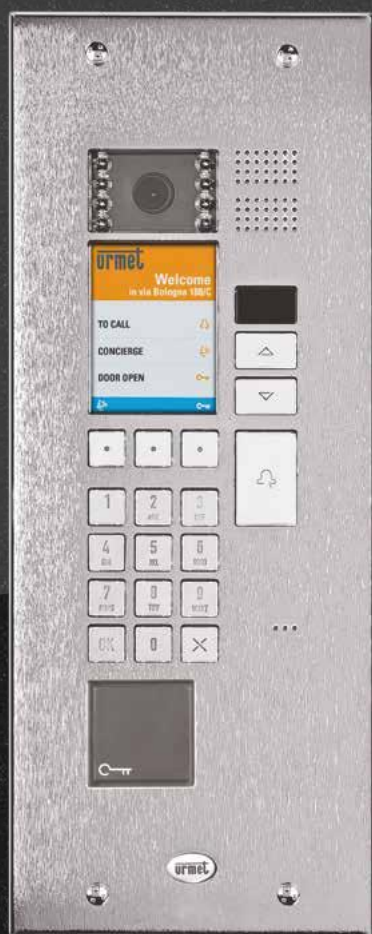 urmet
Welcome
in via Bologna 188/C
TO CALL
CONCIERGE
DOOR OPEN
1 2 3
ABC DEF
4 5 6
GHI JKL MNO
7 8 9
PQRS TUV WXYZ
OK 0
urmet